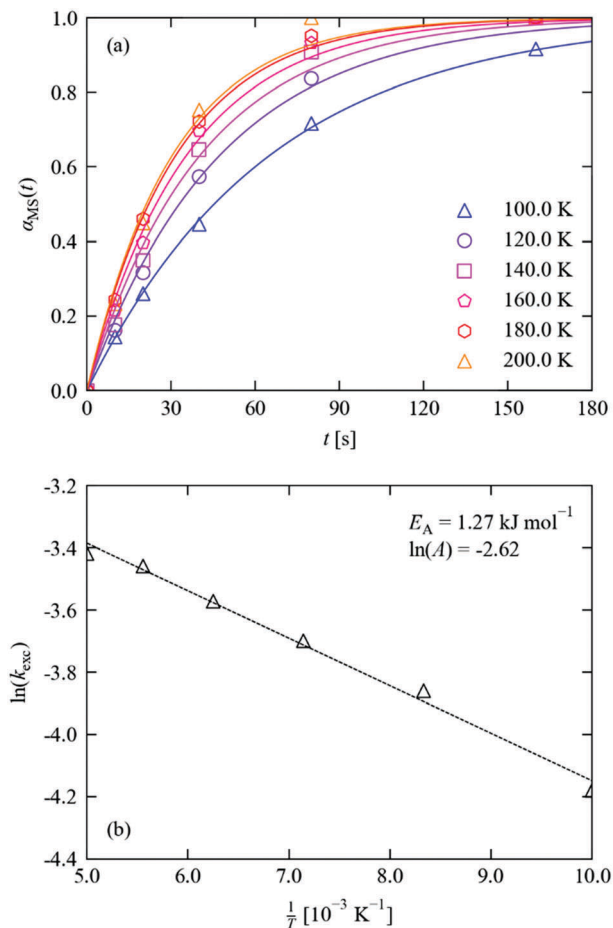 1.0
(a)
0.8
0.6
α_MS(t)
0.4
0.2
0.0
100.0 K
120.0 K
140.0 K
160.0 K
180.0 K
200.0 K
0 30 60 90 120 150 180
t [s]
-3.2
E_A = 1.27 kJ mol⁻¹
-3.4
ln(A) = -2.62
-3.6
ln(k_exc)
-3.8
-4.0
-4.2
(b)
-4.4
5.0 6.0 7.0 8.0 9.0 10.0
1/T [10⁻³ K⁻¹]